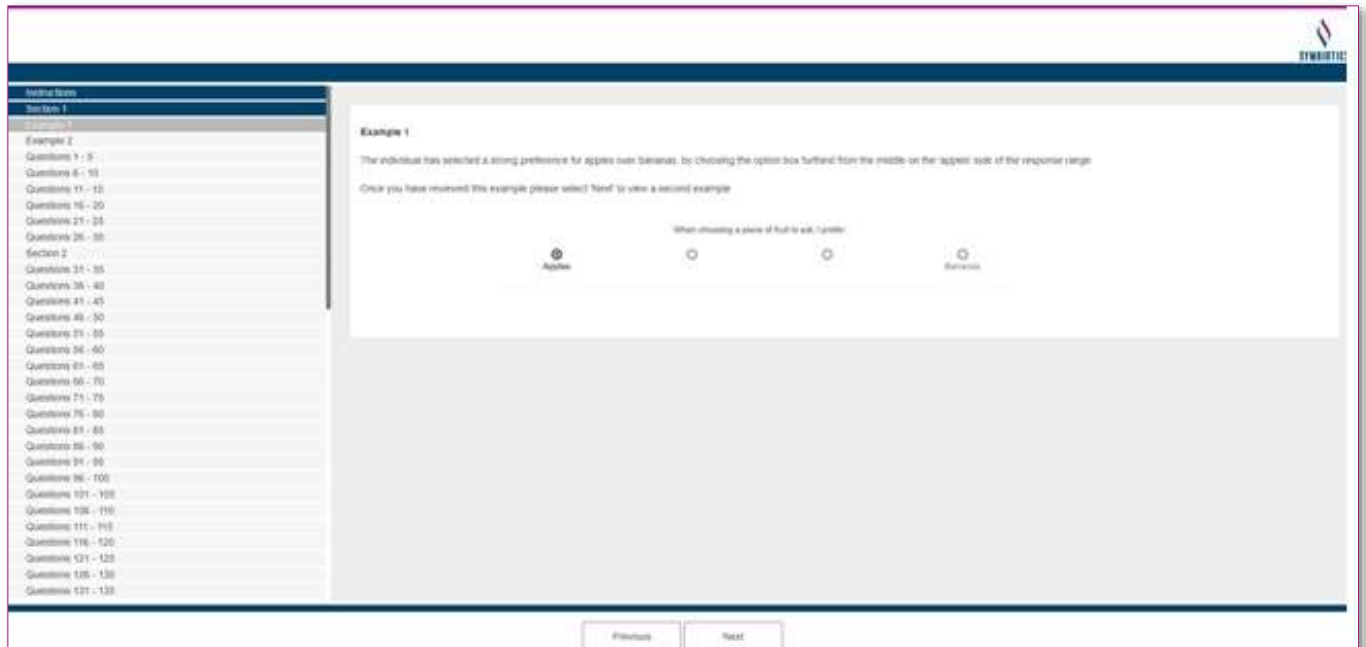 SYMBIOTIC
Instructions
Section 1
Example 1
Example 2
Questions 1 - 5
Questions 6 - 10
Questions 11 - 15
Questions 16 - 20
Questions 21 - 25
Questions 26 - 30
Section 2
Questions 31 - 35
Questions 36 - 40
Questions 41 - 45
Questions 46 - 50
Questions 51 - 55
Questions 56 - 60
Questions 61 - 65
Questions 66 - 70
Questions 71 - 75
Questions 76 - 80
Questions 81 - 85
Questions 86 - 90
Questions 91 - 95
Questions 96 - 100
Questions 101 - 105
Questions 106 - 110
Questions 111 - 115
Questions 116 - 120
Questions 121 - 125
Questions 126 - 130
Questions 131 - 135
Example 1
The individual has selected a strong preference for apples over bananas, by choosing the option box furthest from the middle on the 'apples' side of the response range.
Once you have reviewed this example please select 'Next' to view a second example
When choosing a piece of fruit to eat, I prefer:
Apples
Bananas
Previous
Next